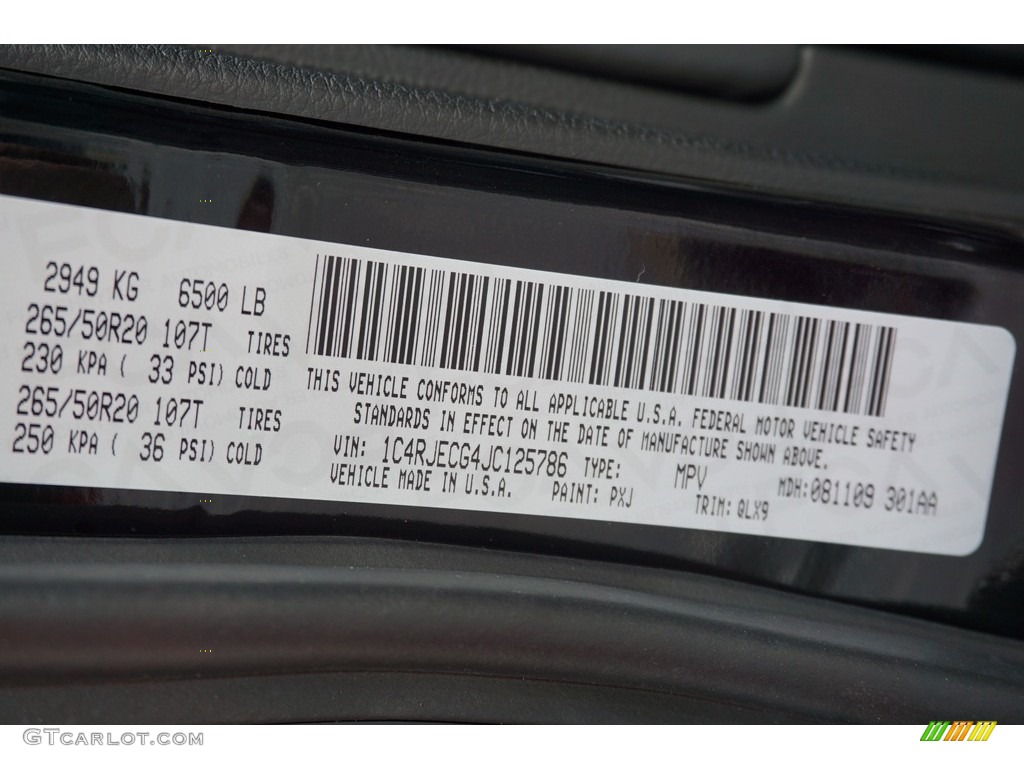 2949 KG 6500 LB
265/50R20 107T TIRES
230 KPA ( 33 PSI) COLD
265/50R20 107T TIRES
250 KPA ( 36 PSI) COLD
THIS VEHICLE CONFORMS TO ALL APPLICABLE U.S.A. FEDERAL MOTOR VEHICLE SAFETY
STANDARDS IN EFFECT ON THE DATE OF MANUFACTURE SHOWN ABOVE.
VIN: 1C4RJECG4JC125786 TYPE: MPV MDH:081109 301AA
VEHICLE MADE IN U.S.A. PAINT: PXJ TRIM: QLX9
GTCARLOT.COM